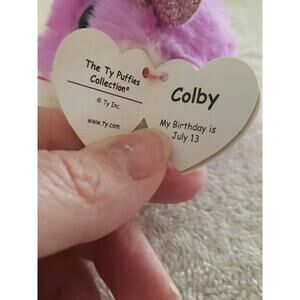 The Ty Puffies
Collection®
© Ty Inc.
www.ty.com
Colby
My Birthday is
July 13